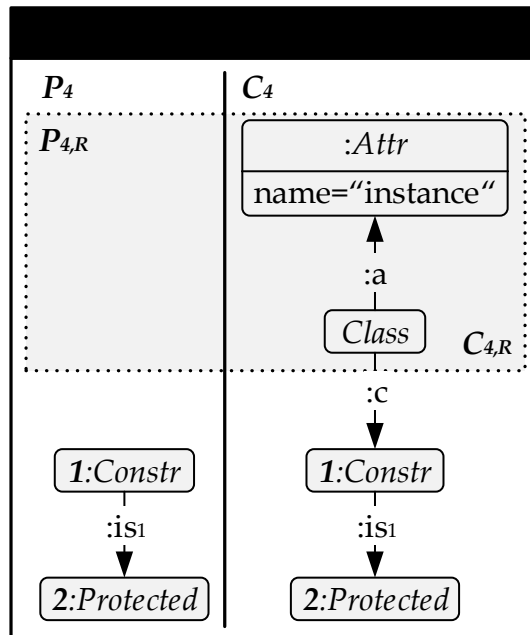 P4 C4
P4,R
:Attr
name=“instance“
:a
Class
C4,R
:c
1:Constr 1:Constr
:is1 :is1
2:Protected 2:Protected